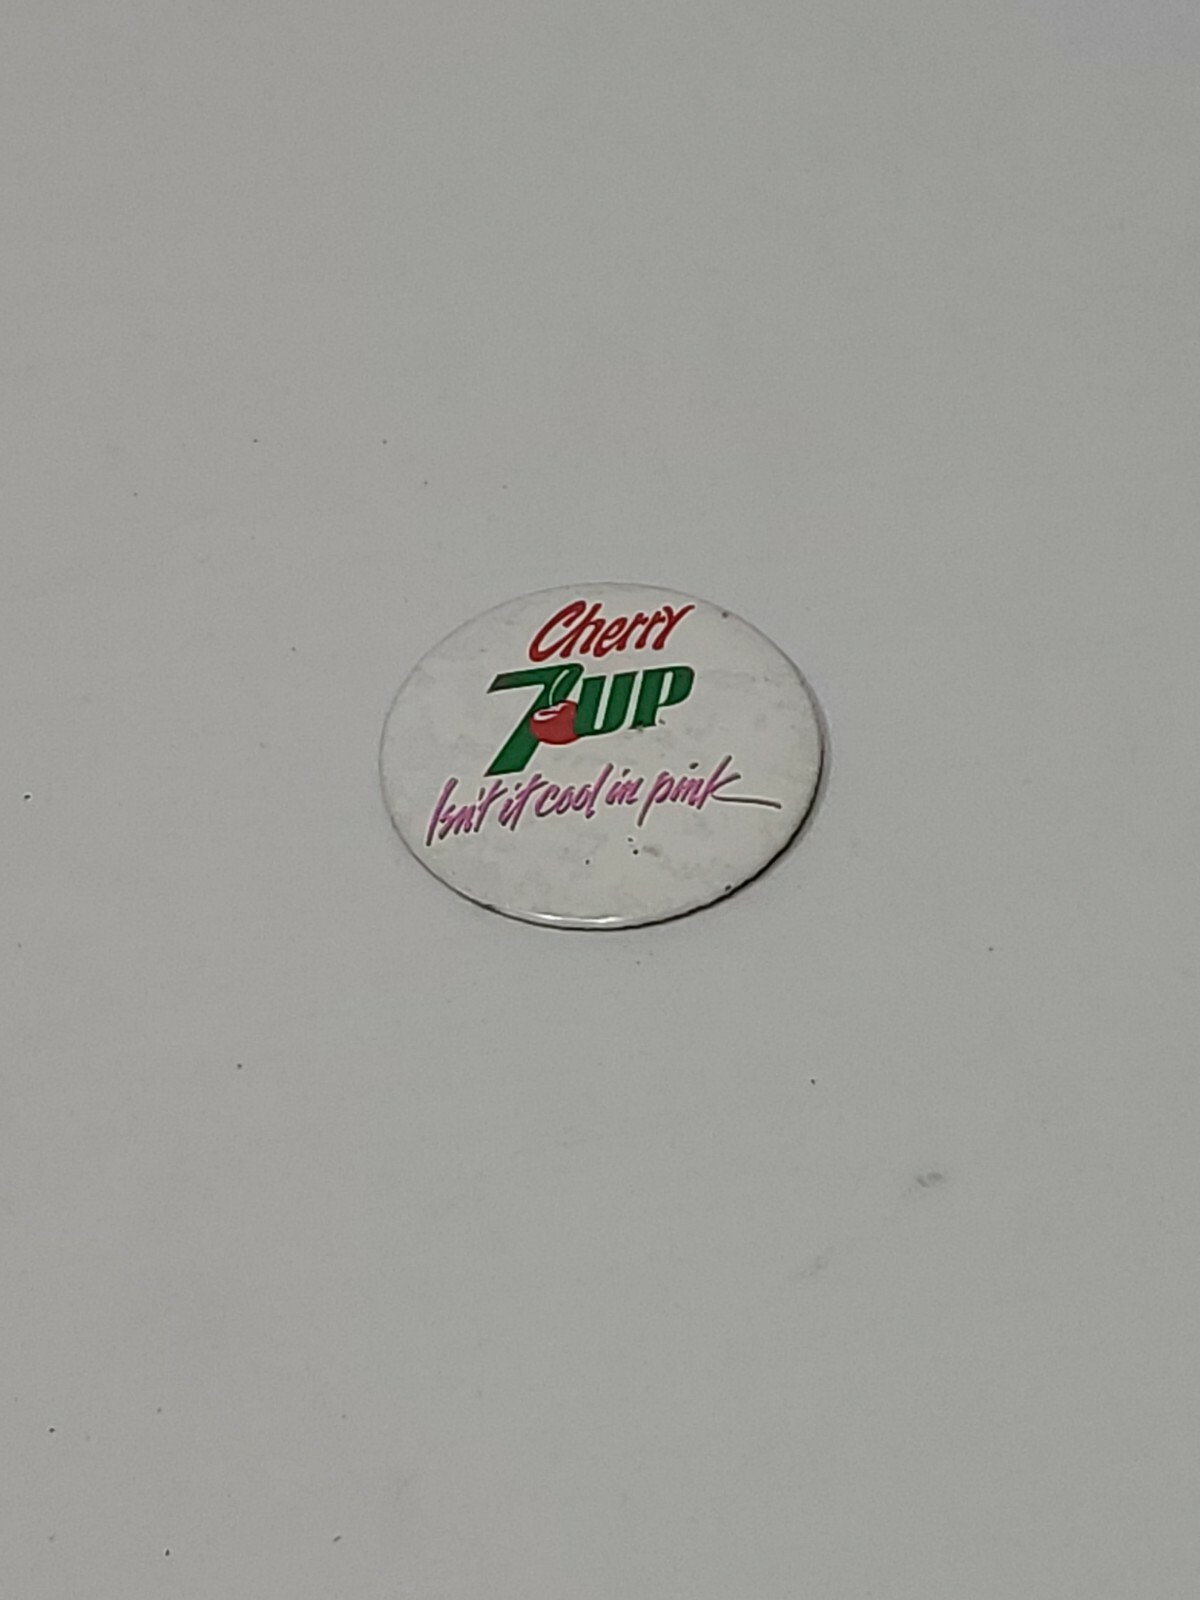 Cherry
7UP
Isn't it cool in pink